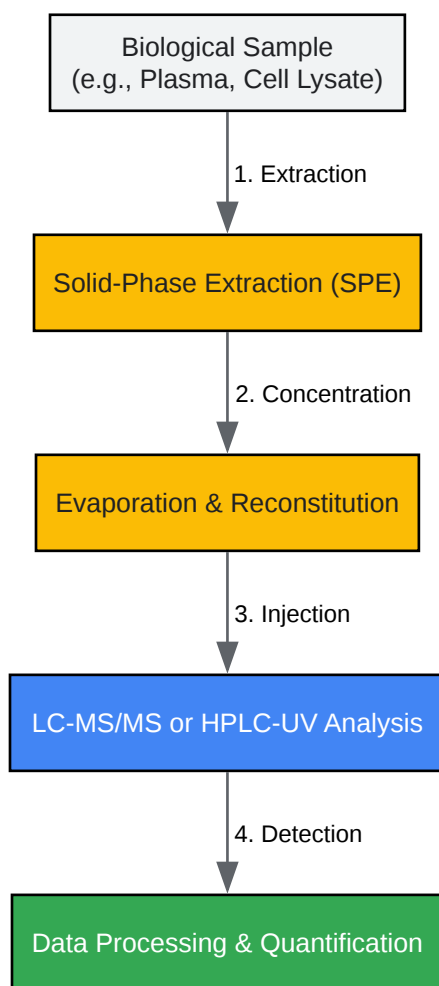 Biological Sample
(e.g., Plasma, Cell Lysate)
1. Extraction
Solid-Phase Extraction (SPE)
2. Concentration
Evaporation & Reconstitution
3. Injection
LC-MS/MS or HPLC-UV Analysis
4. Detection
Data Processing & Quantification